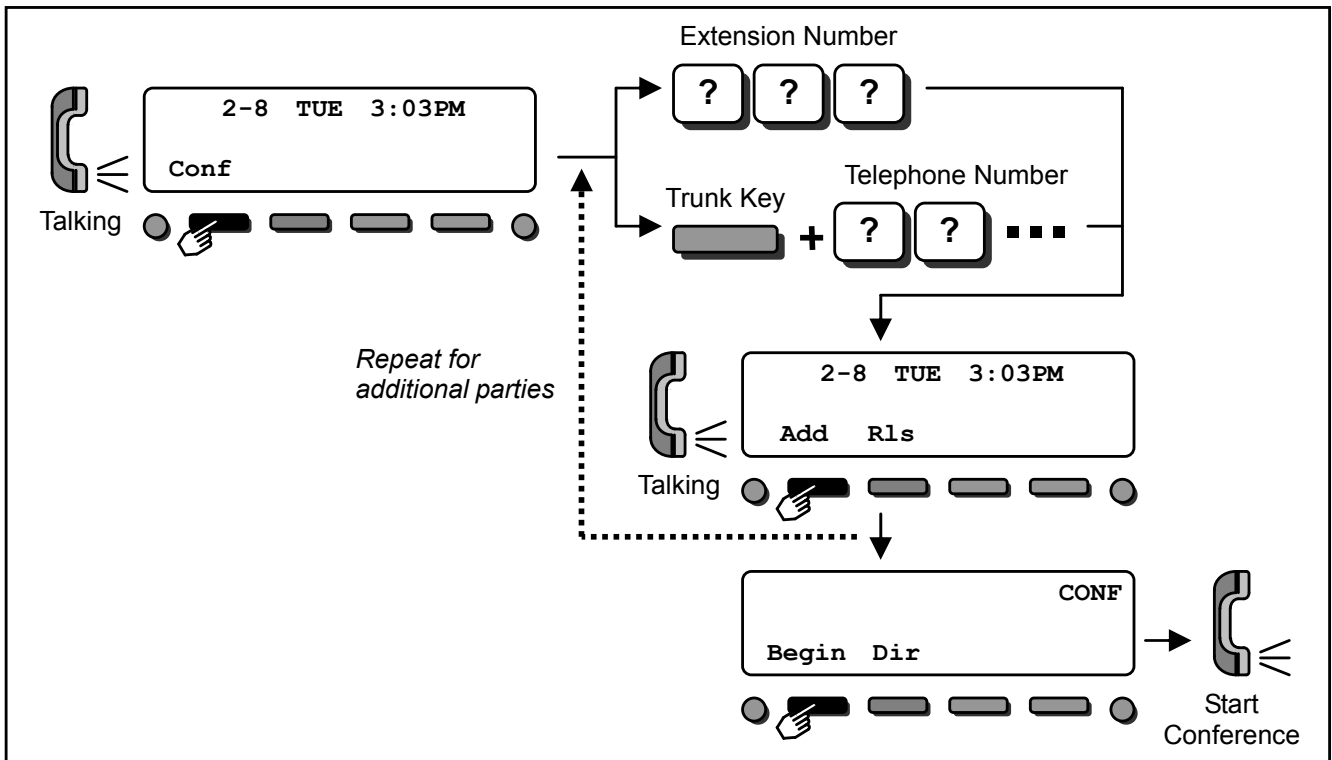 Extension Number
? ? ?
2-8 TUE 3:03PM
Conf
Talking
Trunk Key
Telephone Number
+ ? ? ...
Repeat for
additional parties
2-8 TUE 3:03PM
Add Rls
Talking
CONF
Begin Dir
Start
Conference